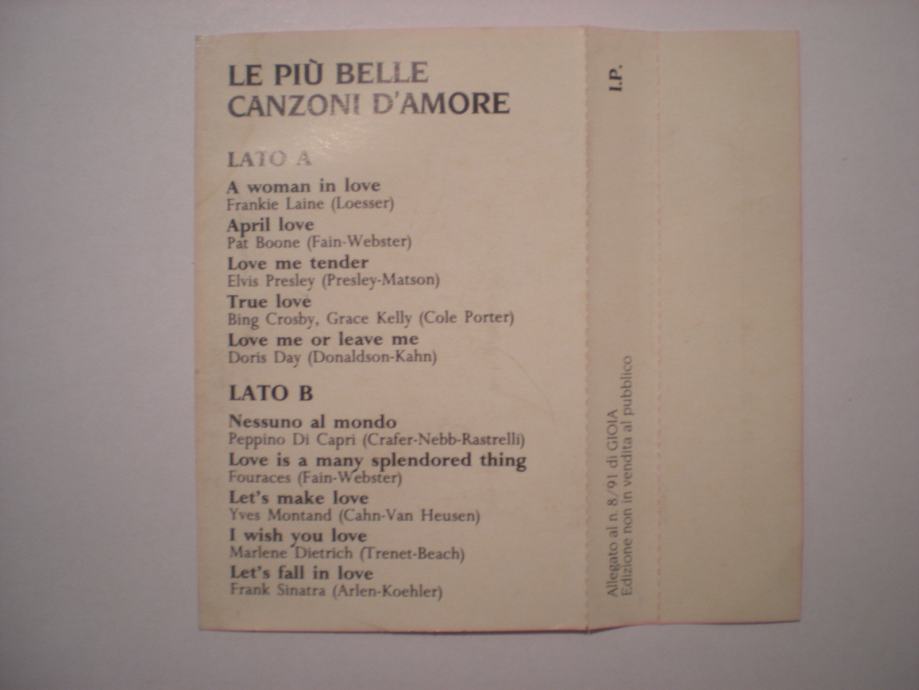 LE PIÙ BELLE
CANZONI D'AMORE
LATO A
A woman in love
Frankie Laine (Loesser)
April love
Pat Boone (Fain-Webster)
Love me tender
Elvis Presley (Presley-Matson)
True love
Bing Crosby, Grace Kelly (Cole Porter)
Love me or leave me
Doris Day (Donaldson-Kahn)
LATO B
Nessuno al mondo
Peppino Di Capri (Crafer-Nebb-Rastrelli)
Love is a many splendored thing
Fouraces (Fain-Webster)
Let's make love
Yves Montand (Cahn-Van Heusen)
I wish you love
Marlene Dietrich (Trenet-Beach)
Let's fall in love
Frank Sinatra (Arlen-Koehler)
I.P.
Allegato al n. 8/91 di GIOIA
Edizione non in vendita al pubblico